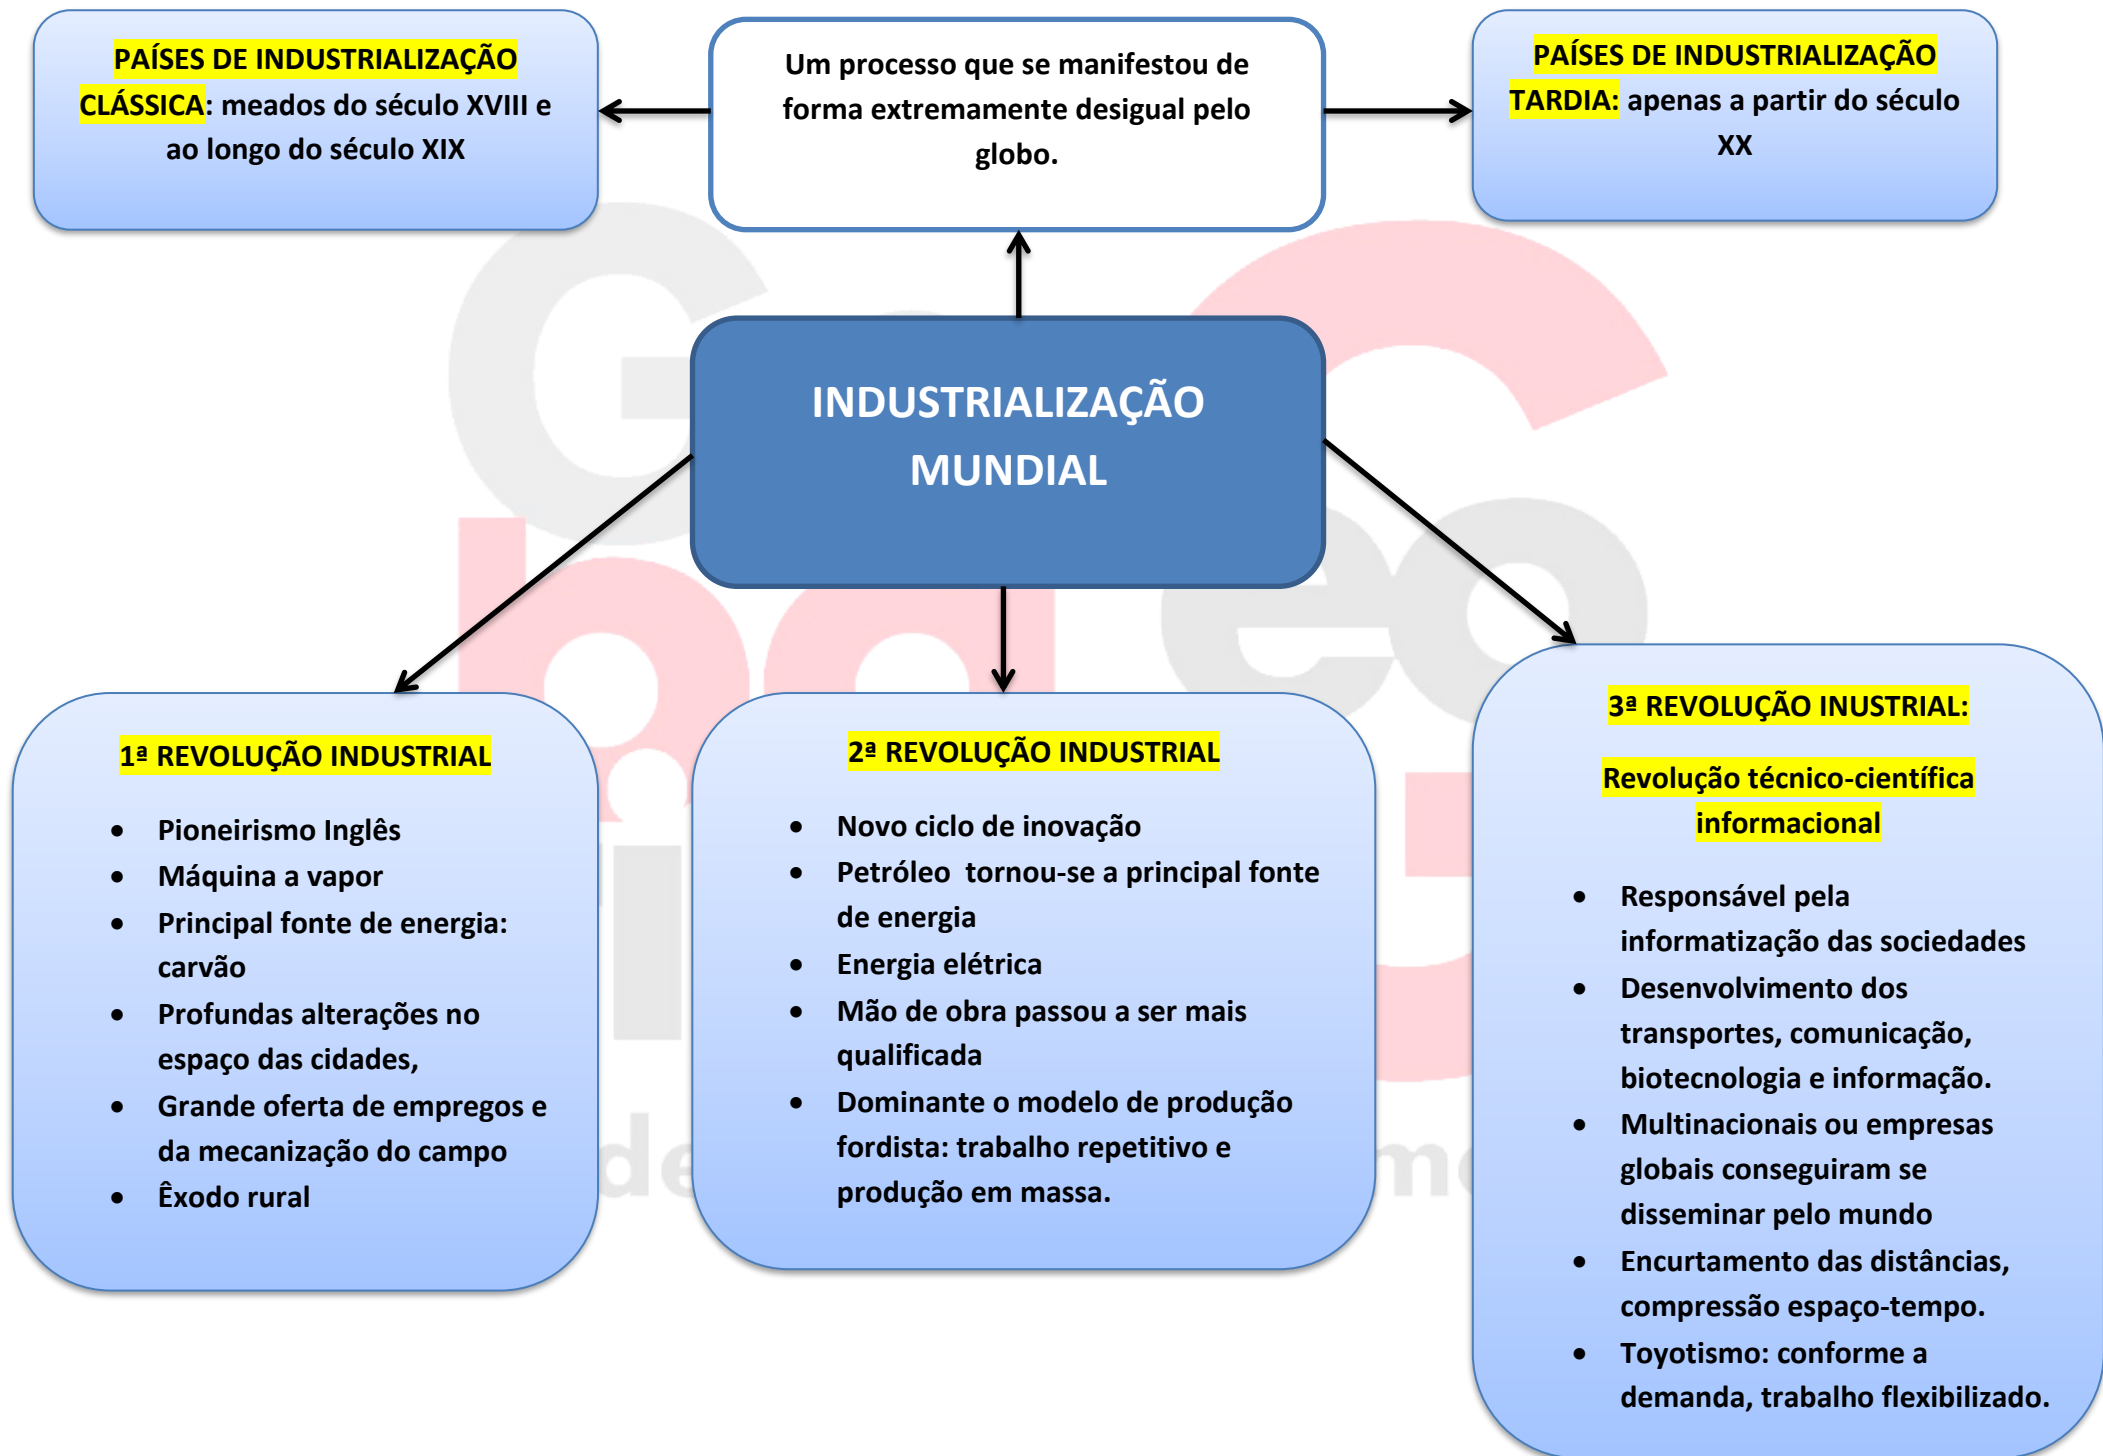 PAÍSES DE INDUSTRIALIZAÇÃO
CLÁSSICA: meados do século XVIII e
ao longo do século XIX
Um processo que se manifestou de
forma extremamente desigual pelo
globo.
PAÍSES DE INDUSTRIALIZAÇÃO
TARDIA: apenas a partir do século
XX
INDUSTRIALIZAÇÃO
MUNDIAL
1ª REVOLUÇÃO INDUSTRIAL
• Pioneirismo Inglês
• Máquina a vapor
• Principal fonte de energia:
carvão
• Profundas alterações no
espaço das cidades,
• Grande oferta de empregos e
da mecanização do campo
• Êxodo rural
2ª REVOLUÇÃO INDUSTRIAL
• Novo ciclo de inovação
• Petróleo  tornou-se a principal fonte
de energia
• Energia elétrica
• Mão de obra passou a ser mais
qualificada
• Dominante o modelo de produção
fordista: trabalho repetitivo e
produção em massa.
3ª REVOLUÇÃO INUSTRIAL:
Revolução técnico-científica
informacional
• Responsável pela
informatização das sociedades
• Desenvolvimento dos
transportes, comunicação,
biotecnologia e informação.
• Multinacionais ou empresas
globais conseguiram se
disseminar pelo mundo
• Encurtamento das distâncias,
compressão espaço-tempo.
• Toyotismo: conforme a
demanda, trabalho flexibilizado.